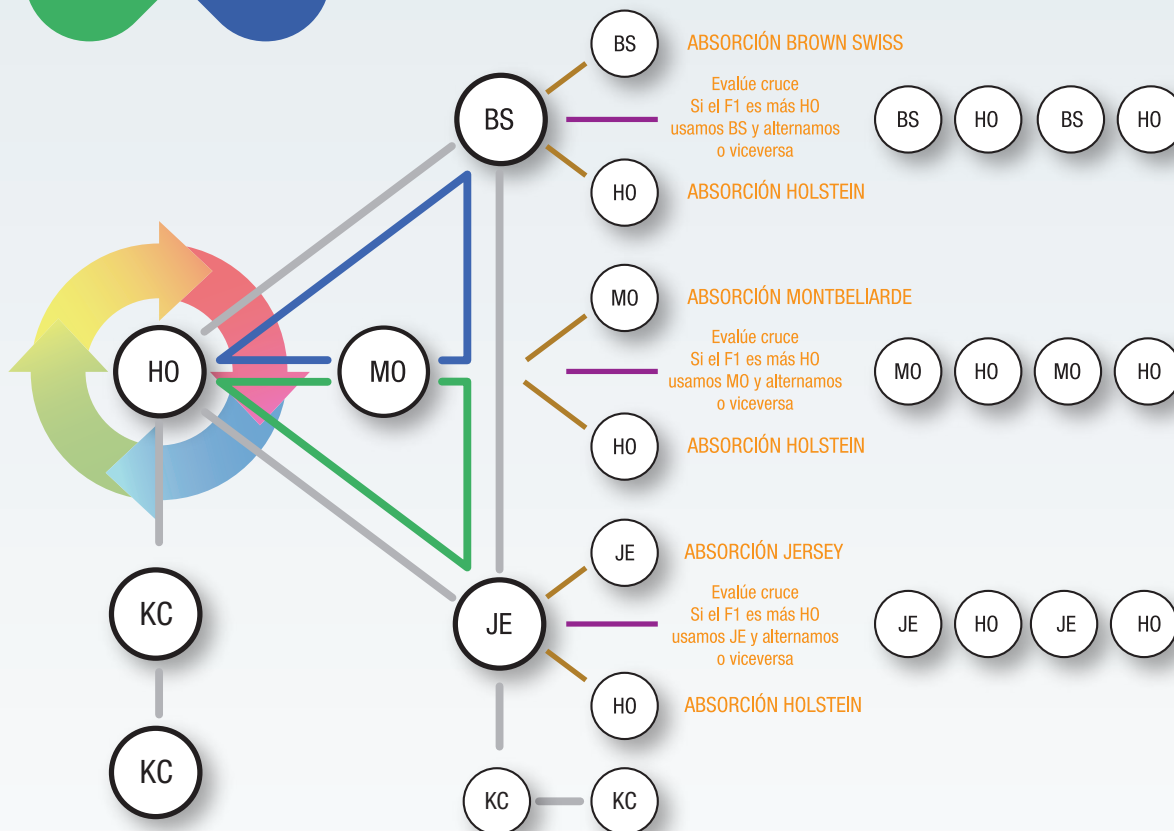 BS
ABSORCIÓN BROWN SWISS
BS
Evalúe cruce
Si el F1 es más HO
usamos BS y alternamos
o viceversa
BS HO BS HO
HO
ABSORCIÓN HOLSTEIN
MO
ABSORCIÓN MONTBELIARDE
HO
MO
Evalúe cruce
Si el F1 es más HO
usamos MO y alternamos
o viceversa
MO HO MO HO
HO
ABSORCIÓN HOLSTEIN
JE
ABSORCIÓN JERSEY
KC
JE
Evalúe cruce
Si el F1 es más HO
usamos JE y alternamos
o viceversa
JE HO JE HO
HO
ABSORCIÓN HOLSTEIN
KC
KC KC